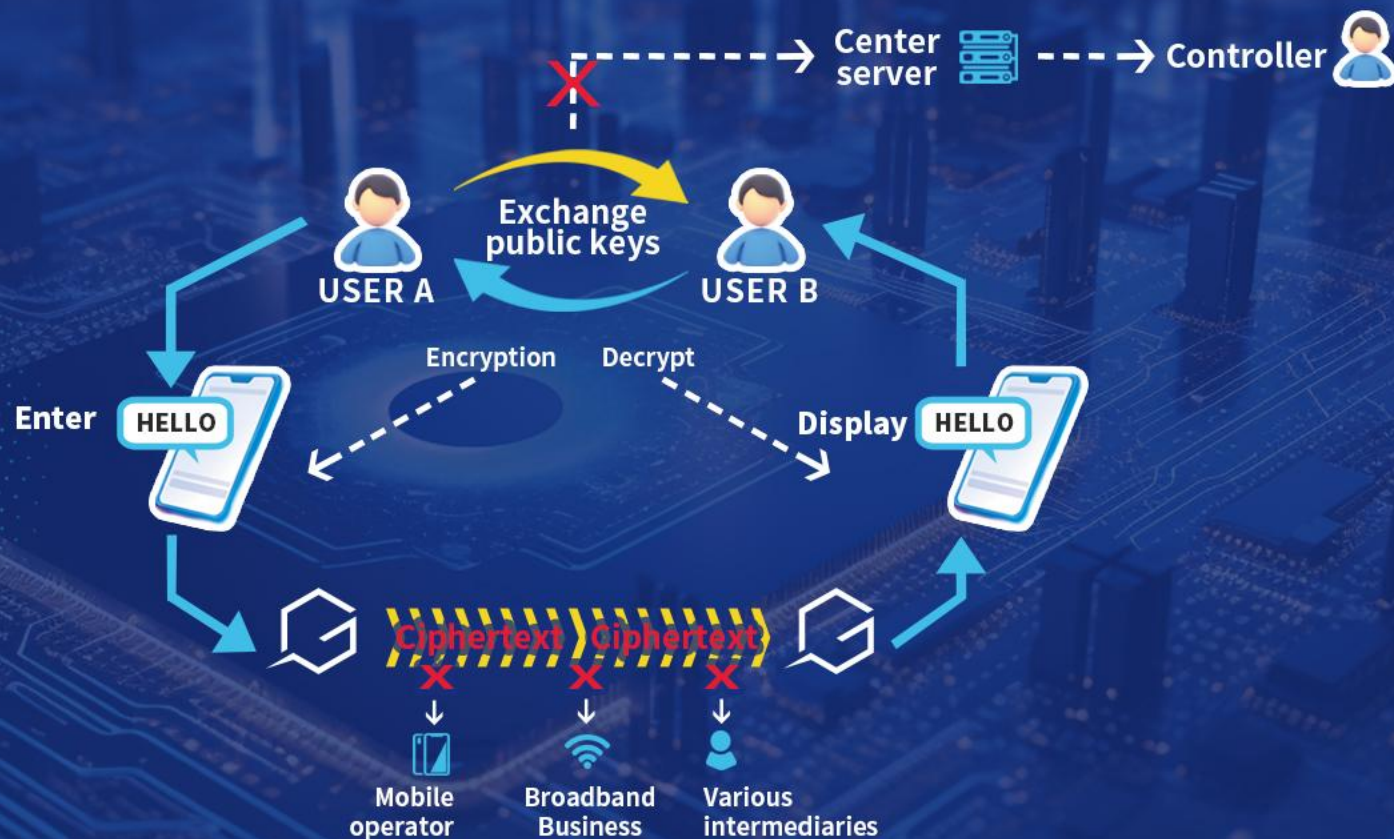 Center
server
Controller
Exchange
public keys
USER A
USER B
Encryption
Decrypt
Enter
HELLO
Display
HELLO
Ciphertext
Ciphertext
Mobile
operator
Broadband
Business
Various
intermediaries